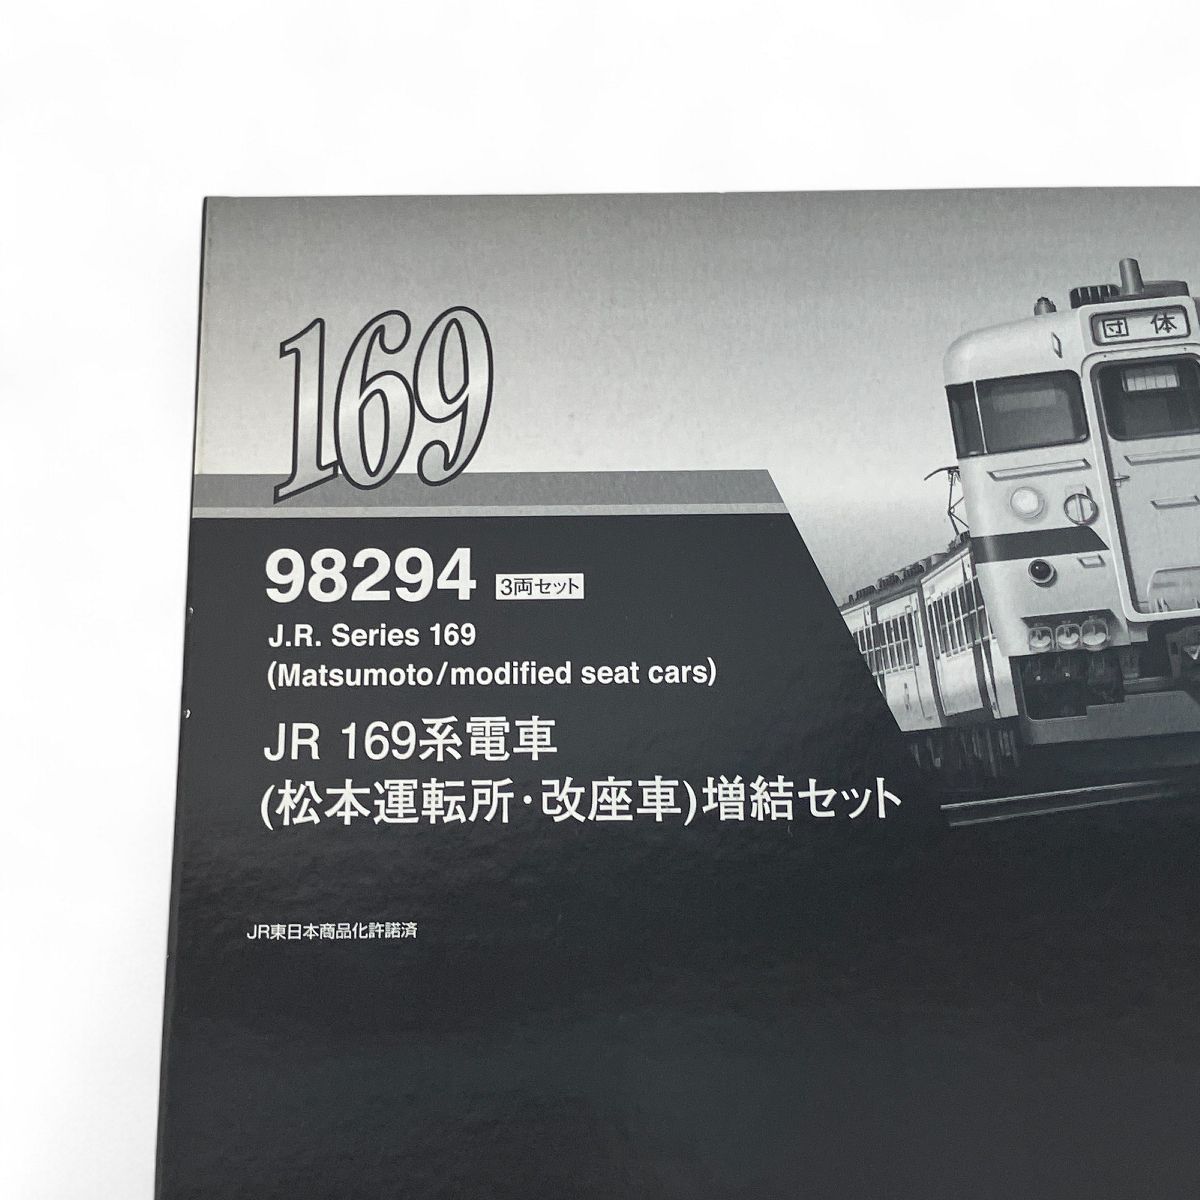 169
団体
98294 3両セット
J.R. Series 169
(Matsumoto/modified seat cars)
JR 169系電車
(松本運転所・改座車)増結セット
JR東日本商品化許諾済